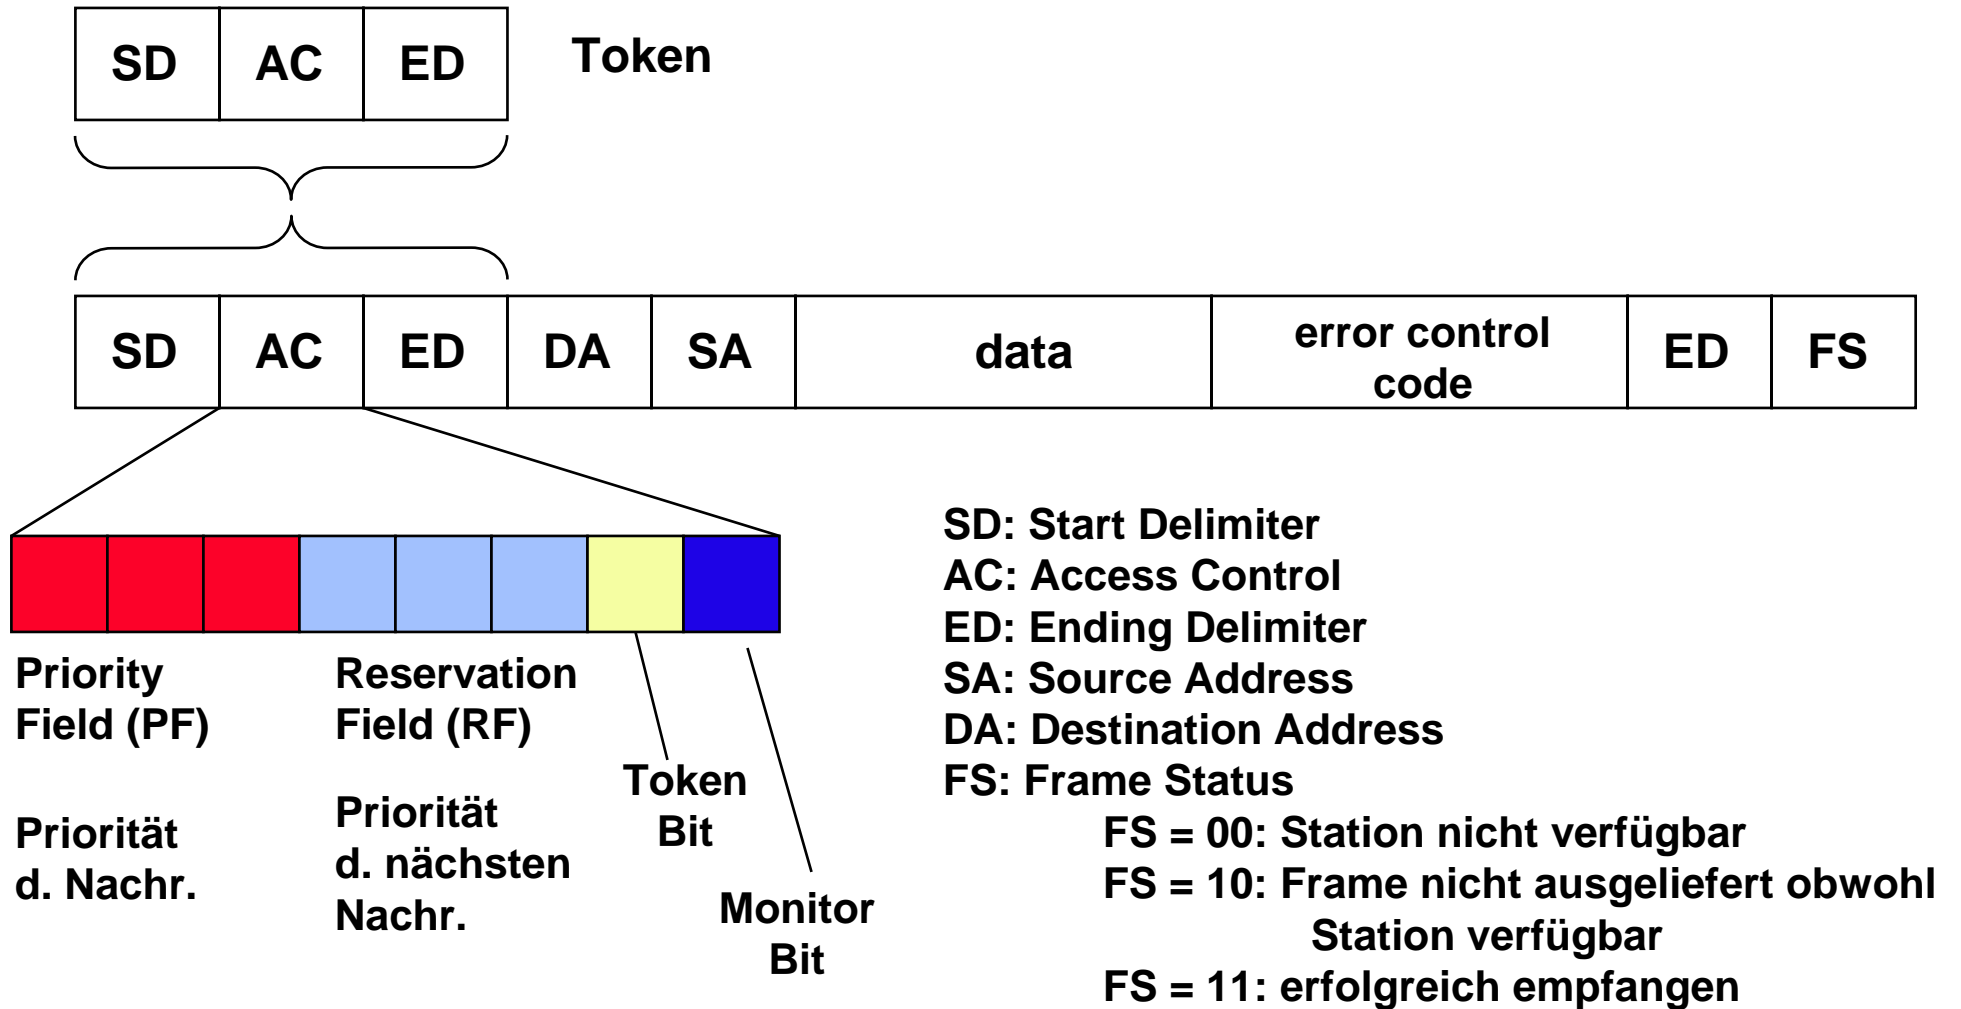 SD AC ED Token
SD AC ED DA SA data error control code ED FS
Priority
Field (PF)
Priorität
d. Nachr.
Reservation
Field (RF)
Priorität
d. nächsten
Nachr.
Token
Bit
Monitor
Bit
SD: Start Delimiter
AC: Access Control
ED: Ending Delimiter
SA: Source Address
DA: Destination Address
FS: Frame Status
FS = 00: Station nicht verfügbar
FS = 10: Frame nicht ausgeliefert obwohl
Station verfügbar
FS = 11: erfolgreich empfangen